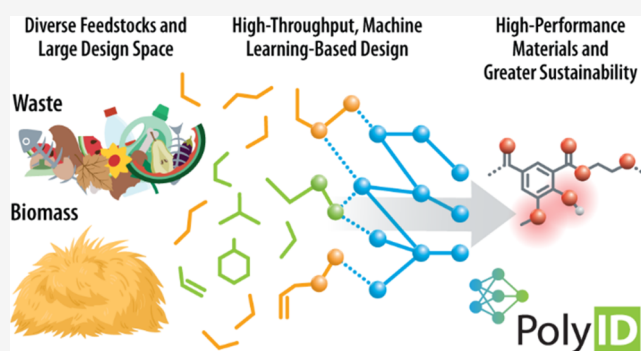 Diverse Feedstocks and
Large Design Space
High-Throughput, Machine
Learning-Based Design
High-Performance
Materials and
Greater Sustainability
Waste
Biomass
PolyID